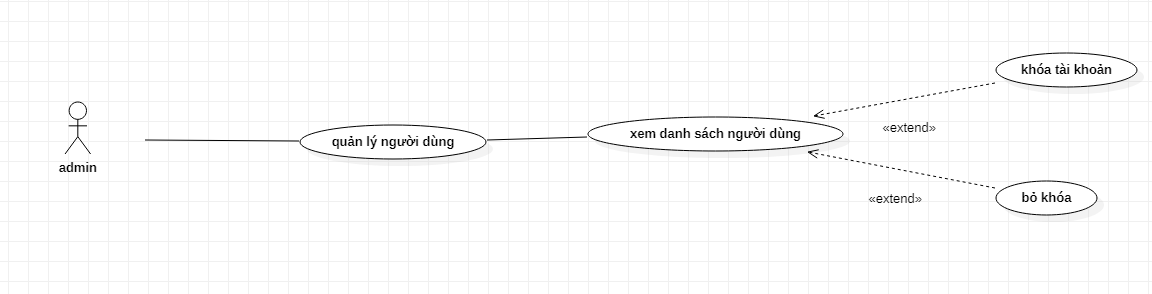 khóa tài khoản
«extend»
xem danh sách người dùng
quản lý người dùng
admin
«extend»
bỏ khóa